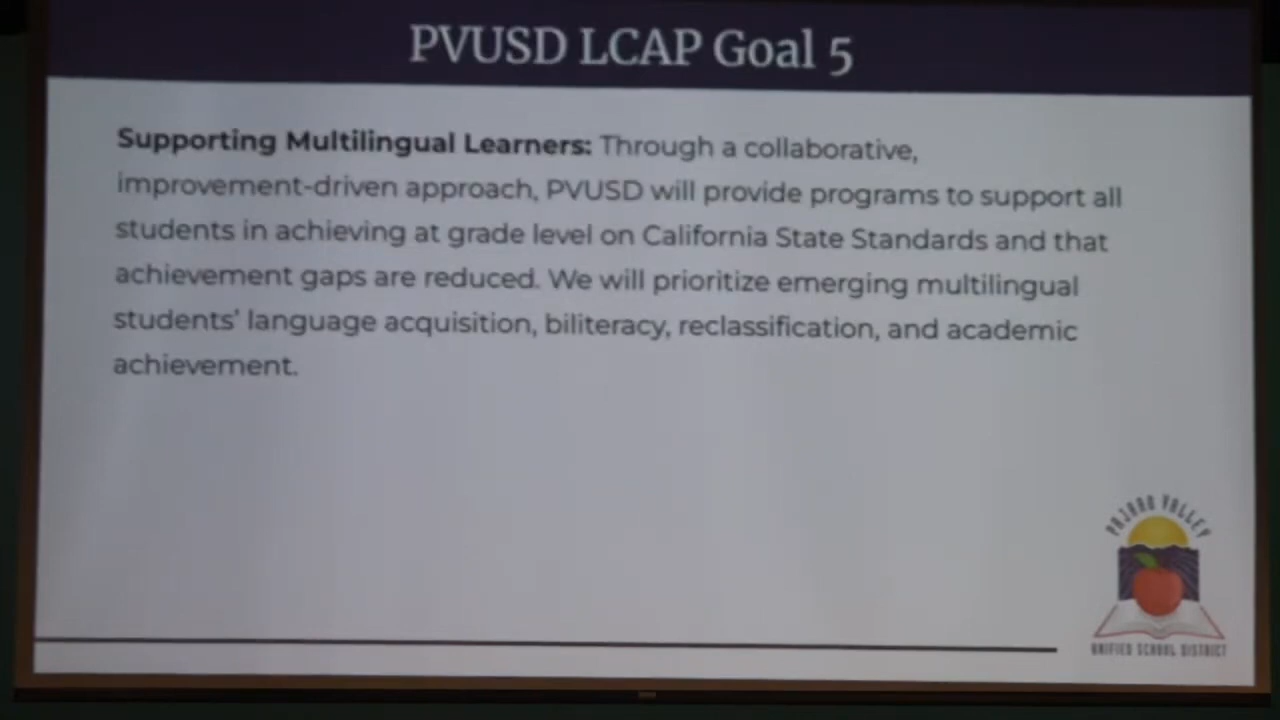 PVUSD LCAP Goal 5
Supporting Multilingual Learners: Through a collaborative,
improvement-driven approach, PVUSD will provide programs to support all
students in achieving at grade level on California State Standards and that
achievement gaps are reduced. We will prioritize emerging multilingual
students' language acquisition, biliteracy, reclassification, and academic
achievement.
PAJARO VALLEY
UNIFIED SCHOOL DISTRICT